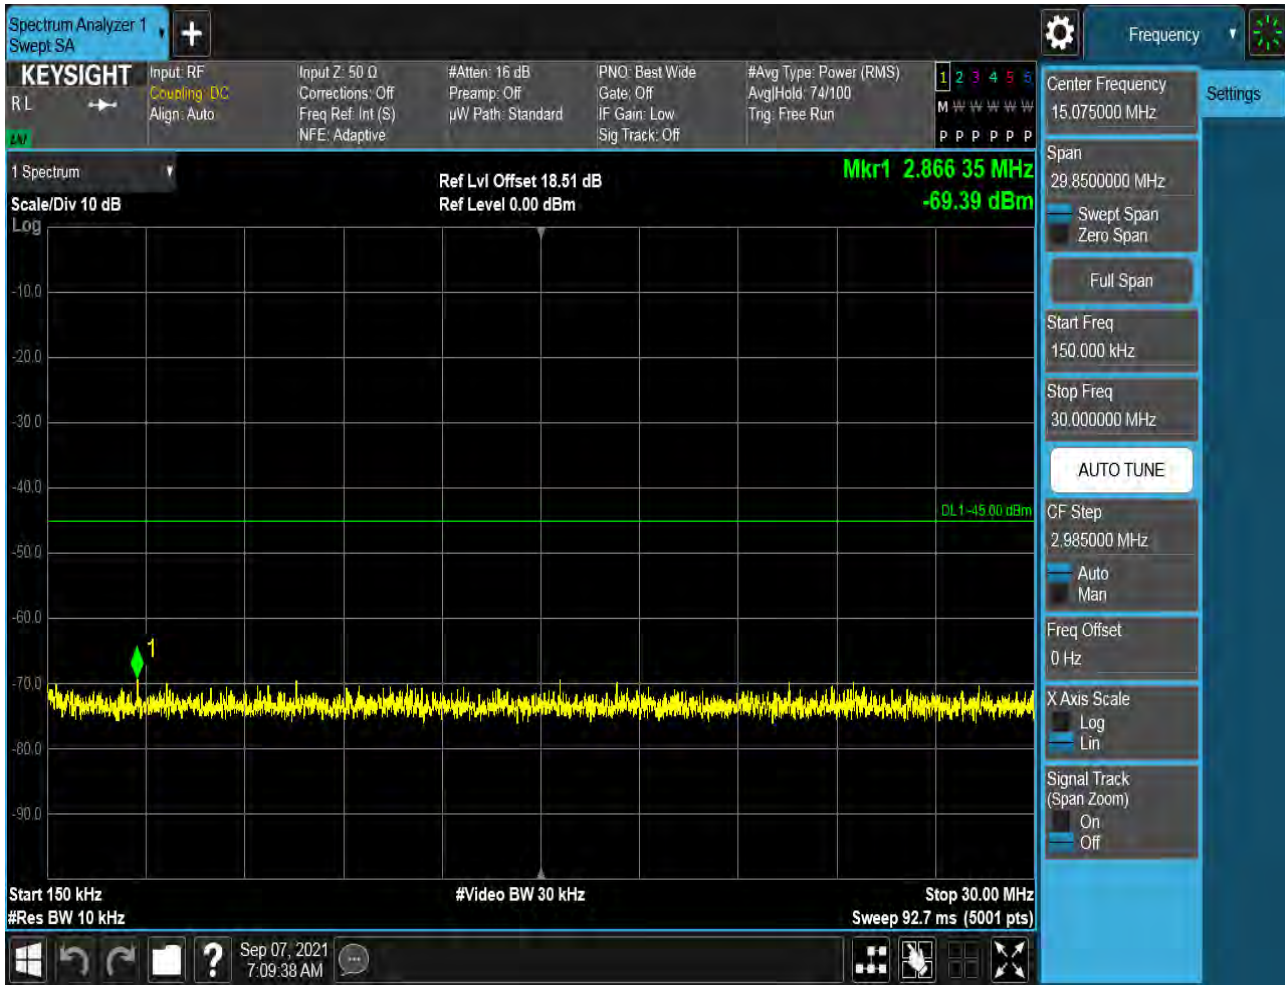 Spectrum Analyzer 1
Swept SA
Frequency
KEYSIGHT
R L
LNI
Input: RF
Coupling: DC
Align: Auto
Input Z: 50 Ω
Corrections: Off
Freq Ref: Int (S)
NFE: Adaptive
#Atten: 16 dB
Preamp: Off
µW Path: Standard
PNO: Best Wide
Gate: Off
IF Gain: Low
Sig Track: Off
#Avg Type: Power (RMS)
Avg|Hold: 74/100
Trig: Free Run
1 2 3 4 5 6
M W W W W W
P P P P P P
1 Spectrum
Scale/Div 10 dB
Log
Ref Lvl Offset 18.51 dB
Ref Level 0.00 dBm
Mkr1 2.866 35 MHz
-69.39 dBm
-10.0
-20.0
-30.0
-40.0
DL1 -45.00 dBm
-50.0
-60.0
1
-70.0
-80.0
-90.0
Start 150 kHz
#Res BW 10 kHz
#Video BW 30 kHz
Stop 30.00 MHz
Sweep 92.7 ms (5001 pts)
?
Sep 07, 2021
7:09:38 AM
Center Frequency
15.075000 MHz
Settings
Span
29.8500000 MHz
Swept Span
Zero Span
Full Span
Start Freq
150.000 kHz
Stop Freq
30.000000 MHz
AUTO TUNE
CF Step
2.985000 MHz
Auto
Man
Freq Offset
0 Hz
X Axis Scale
Log
Lin
Signal Track
(Span Zoom)
On
Off